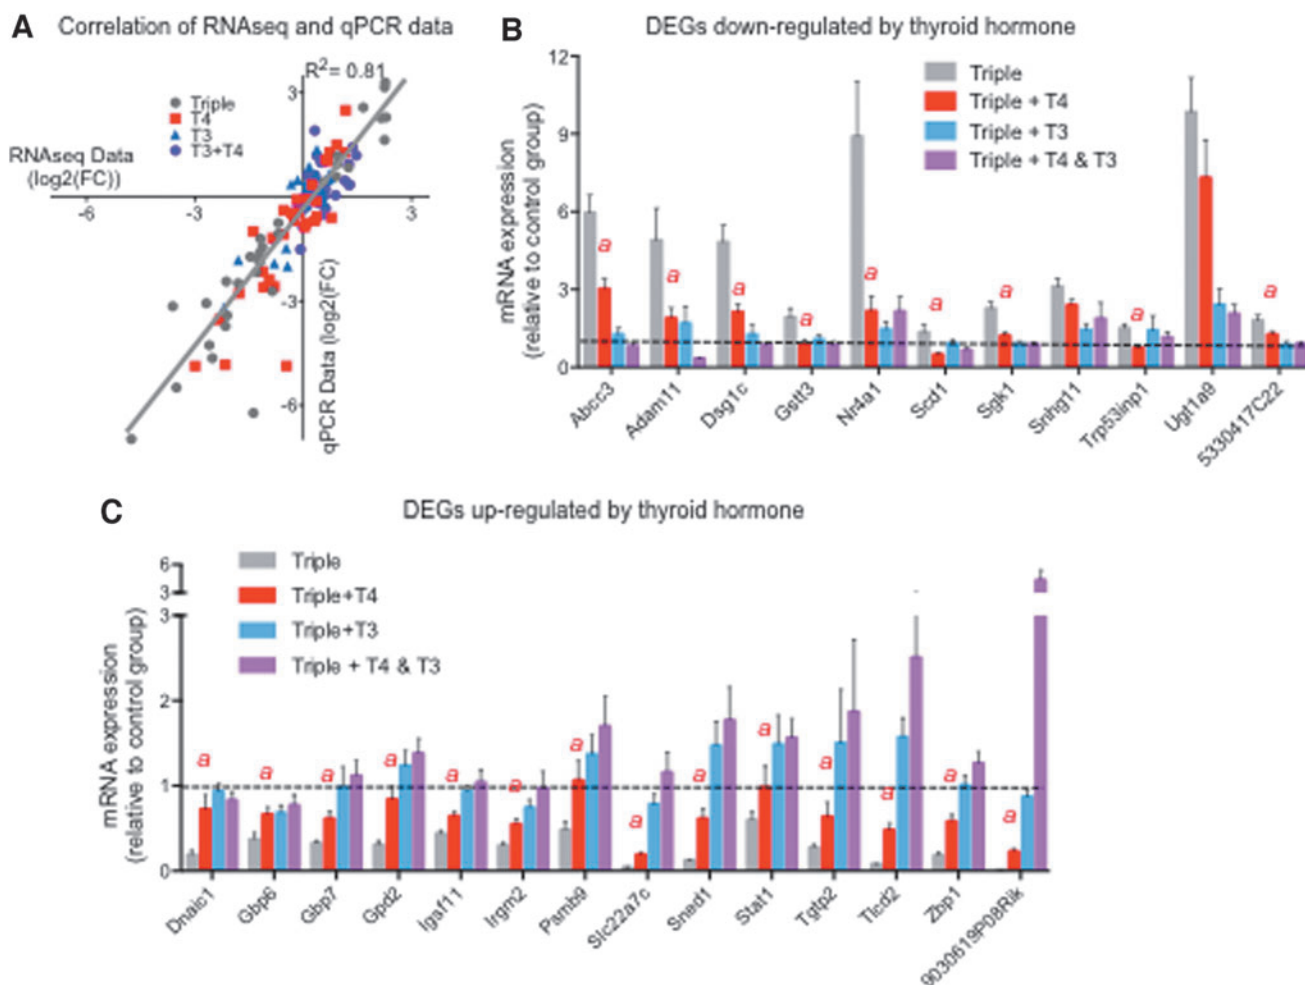 A
Correlation of RNAseq and qPCR data
R2= 0.81
3
Triple
T4
T3
T3+T4
RNAseq Data
(log2(FC))
-6
-3
3
-3
-6
qPCR Data (log2(FC)
B
DEGs down-regulated by thyroid hormone
12
9
6
3
0
mRNA expression
(relative to control group)
Triple
Triple + T4
Triple + T3
Triple + T4 & T3
a
a
a
a
a
a
a
a
a
Abcc3
Adam11
Dsg1c
Gstt3
Nr4a1
Scd1
Sgk1
Snhg11
Trp53inp1
Ugt1a9
5330417C22
C
DEGs up-regulated by thyroid hormone
6
3
3
2
1
0
mRNA expression
(relative to control group)
Triple
Triple+T4
Triple+T3
Triple + T4 & T3
a
a
a
a
a
a
a
a
a
a
a
a
a
a
Dnaic1
Gbp6
Gbp7
Gpd2
Igsf11
Irgm2
Psmb9
Slc22a7c
Sned1
Stat1
Tgtp2
Tlcd2
Zbp1
9030619P08Rik